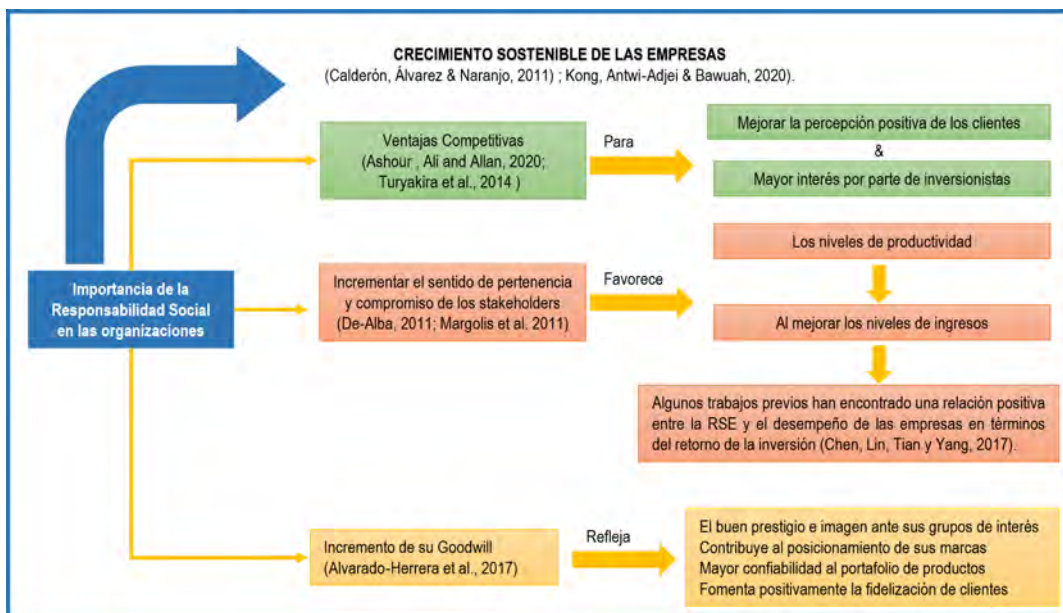 CRECIMIENTO SOSTENIBLE DE LAS EMPRESAS
(Calderón, Álvarez & Naranjo, 2011) ; Kong, Antwi-Adjei & Bawuah, 2020).
Ventajas Competitivas
(Ashour , Ali and Allan, 2020;
Turyakira et al., 2014 )
Para
Mejorar la percepción positiva de los clientes
&
Mayor interés por parte de inversionistas
Importancia de la
Responsabilidad Social
en las organizaciones
Incrementar el sentido de pertenencia
y compromiso de los stakeholders
(De-Alba, 2011; Margolis et al. 2011)
Favorece
Los niveles de productividad
Al mejorar los niveles de ingresos
Algunos trabajos previos han encontrado una relación positiva
entre la RSE y el desempeño de las empresas en términos
del retorno de la inversión (Chen, Lin, Tian y Yang, 2017).
Incremento de su Goodwill
(Alvarado-Herrera et al., 2017)
Refleja
El buen prestigio e imagen ante sus grupos de interés
Contribuye al posicionamiento de sus marcas
Mayor confiabilidad al portafolio de productos
Fomenta positivamente la fidelización de clientes